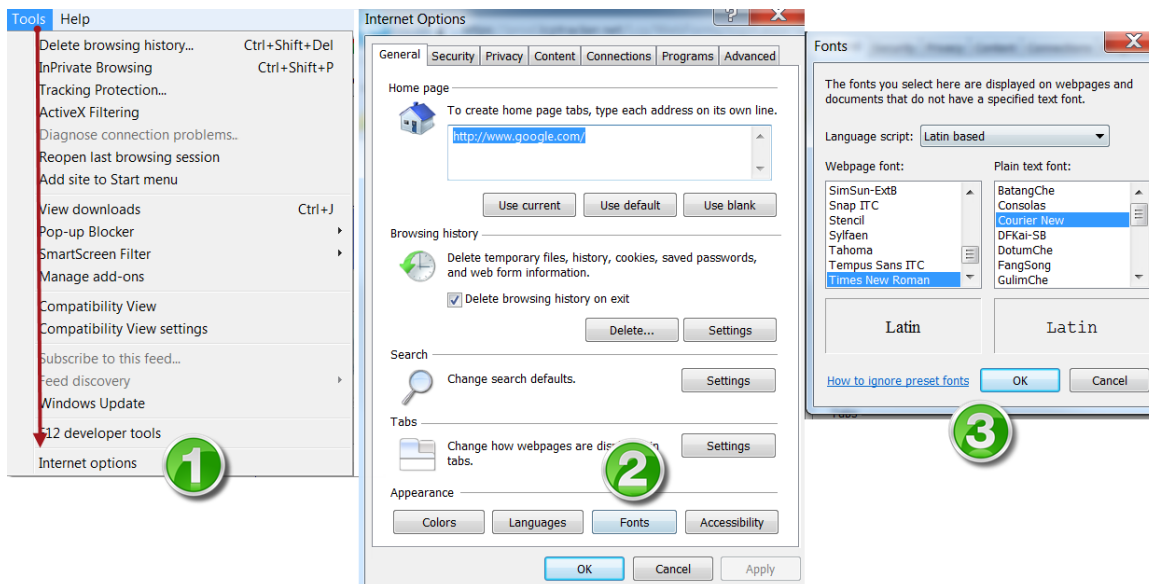 Tools Help
Delete browsing history... Ctrl+Shift+Del
InPrivate Browsing Ctrl+Shift+P
Tracking Protection...
ActiveX Filtering
Diagnose connection problems..
Reopen last browsing session
Add site to Start menu
View downloads Ctrl+J
Pop-up Blocker
SmartScreen Filter
Manage add-ons
Compatibility View
Compatibility View settings
Subscribe to this feed...
Feed discovery
Windows Update
F12 developer tools
Internet options
1
Internet Options
General Security Privacy Content Connections Programs Advanced
Home page
To create home page tabs, type each address on its own line.
http://www.google.com/
Use current Use default Use blank
Browsing history
Delete temporary files, history, cookies, saved passwords,
and web form information.
Delete browsing history on exit
Delete... Settings
Search
Change search defaults.
Settings
Tabs
Change how webpages are in
tabs.
Settings
2
Appearance
Colors Languages Fonts Accessibility
OK Cancel Apply
Fonts
The fonts you select here are displayed on webpages and
documents that do not have a specified text font.
Language script: Latin based
Webpage font:
SimSun-ExtB
Snap ITC
Stencil
Sylfaen
Tahoma
Tempus Sans ITC
Times New Roman
Latin
Plain text font:
BatangChe
Consolas
Courier New
DFKai-SB
DotumChe
FangSong
GulimChe
Latin
How to ignore preset fonts OK Cancel
3